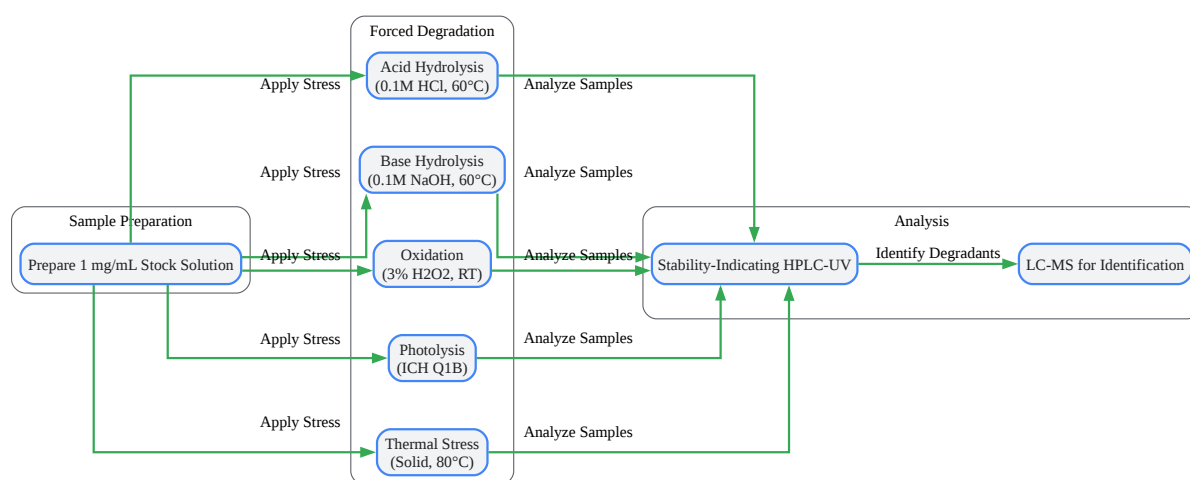 Forced Degradation
Acid Hydrolysis
(0.1M HCl, 60°C)
Apply Stress
Analyze Samples
Base Hydrolysis
(0.1M NaOH, 60°C)
Apply Stress
Analyze Samples
Sample Preparation
Prepare 1 mg/mL Stock Solution
Apply Stress
Oxidation
(3% H2O2, RT)
Analyze Samples
Analysis
Stability-Indicating HPLC-UV
Identify Degradants
LC-MS for Identification
Apply Stress
Photolysis
(ICH Q1B)
Analyze Samples
Apply Stress
Thermal Stress
(Solid, 80°C)
Analyze Samples